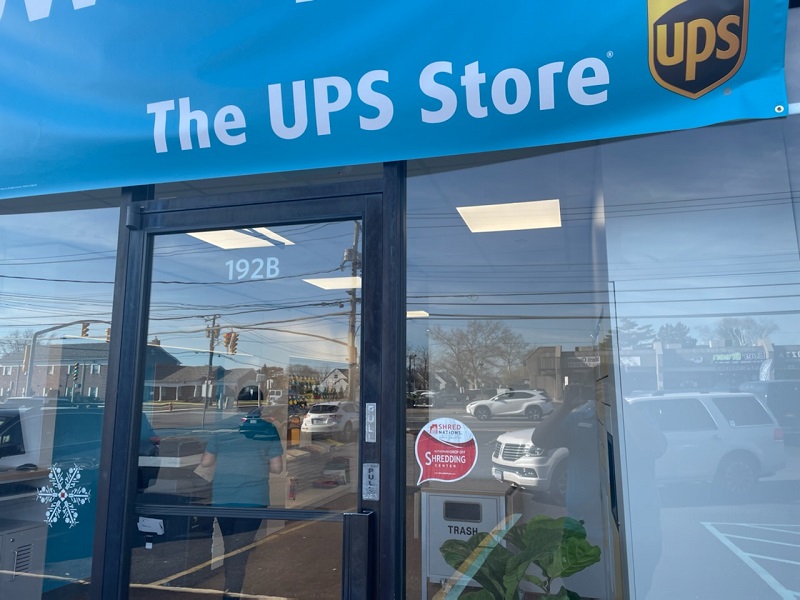 ups
The UPS Store®
192B
PULL
PULL
SHRED
NATIONS
SHREDDING
CENTER
TRASH